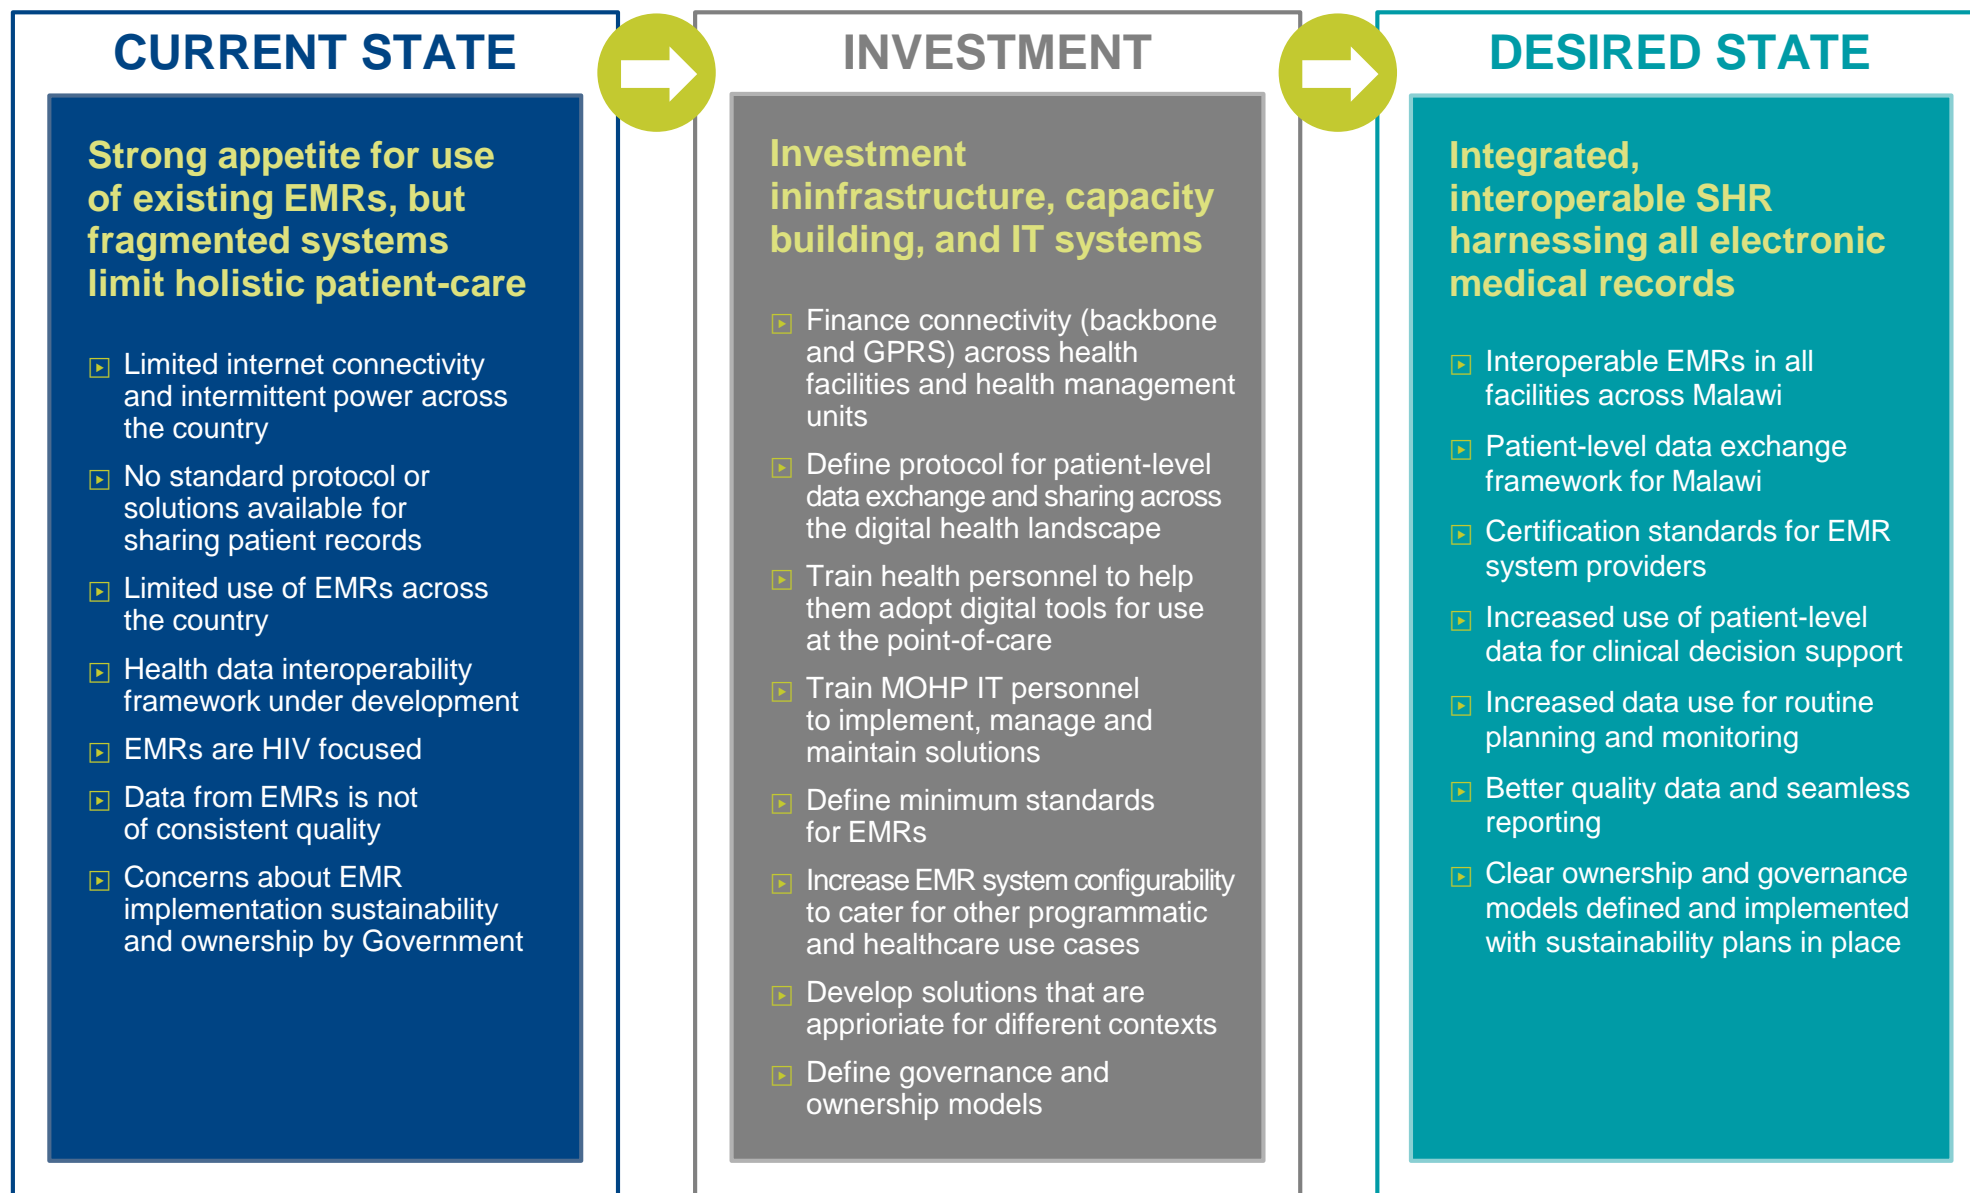 CURRENT STATE
Strong appetite for use
of existing EMRs, but
fragmented systems
limit holistic patient-care
Limited internet connectivity
and intermittent power across
the country
No standard protocol or
solutions available for
sharing patient records
Limited use of EMRs across
the country
Health data interoperability
framework under development
EMRs are HIV focused
Data from EMRs is not
of consistent quality
Concerns about EMR
implementation sustainability
and ownership by Government
INVESTMENT
Investment
ininfrastructure, capacity
building, and IT systems
Finance connectivity (backbone
and GPRS) across health
facilities and health management
units
Define protocol for patient-level
data exchange and sharing across
the digital health landscape
Train health personnel to help
them adopt digital tools for use
at the point-of-care
Train MOHP IT personnel
to implement, manage and
maintain solutions
Define minimum standards
for EMRs
Increase EMR system configurability
to cater for other programmatic
and healthcare use cases
Develop solutions that are
apprioriate for different contexts
Define governance and
ownership models
DESIRED STATE
Integrated,
interoperable SHR
harnessing all electronic
medical records
Interoperable EMRs in all
facilities across Malawi
Patient-level data exchange
framework for Malawi
Certification standards for EMR
system providers
Increased use of patient-level
data for clinical decision support
Increased data use for routine
planning and monitoring
Better quality data and seamless
reporting
Clear ownership and governance
models defined and implemented
with sustainability plans in place